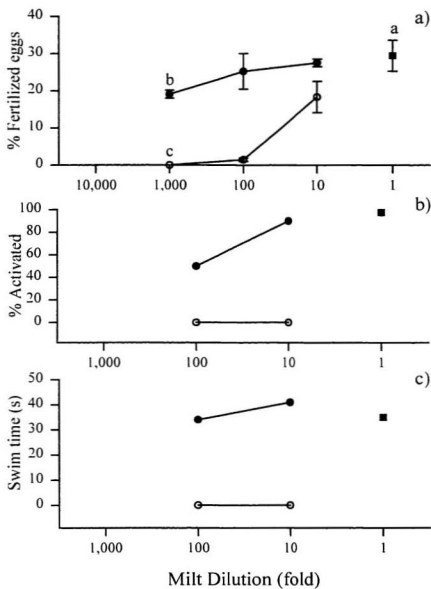 a)
% Fertilized eggs
40
30
20
10
0
a
b
c
10,000 1,000 100 10 1
b)
% Activated
100
80
60
40
20
0
1,000 100 10 1
c)
Swim time (s)
50
40
30
20
10
0
1,000 100 10 1
Milt Dilution (fold)